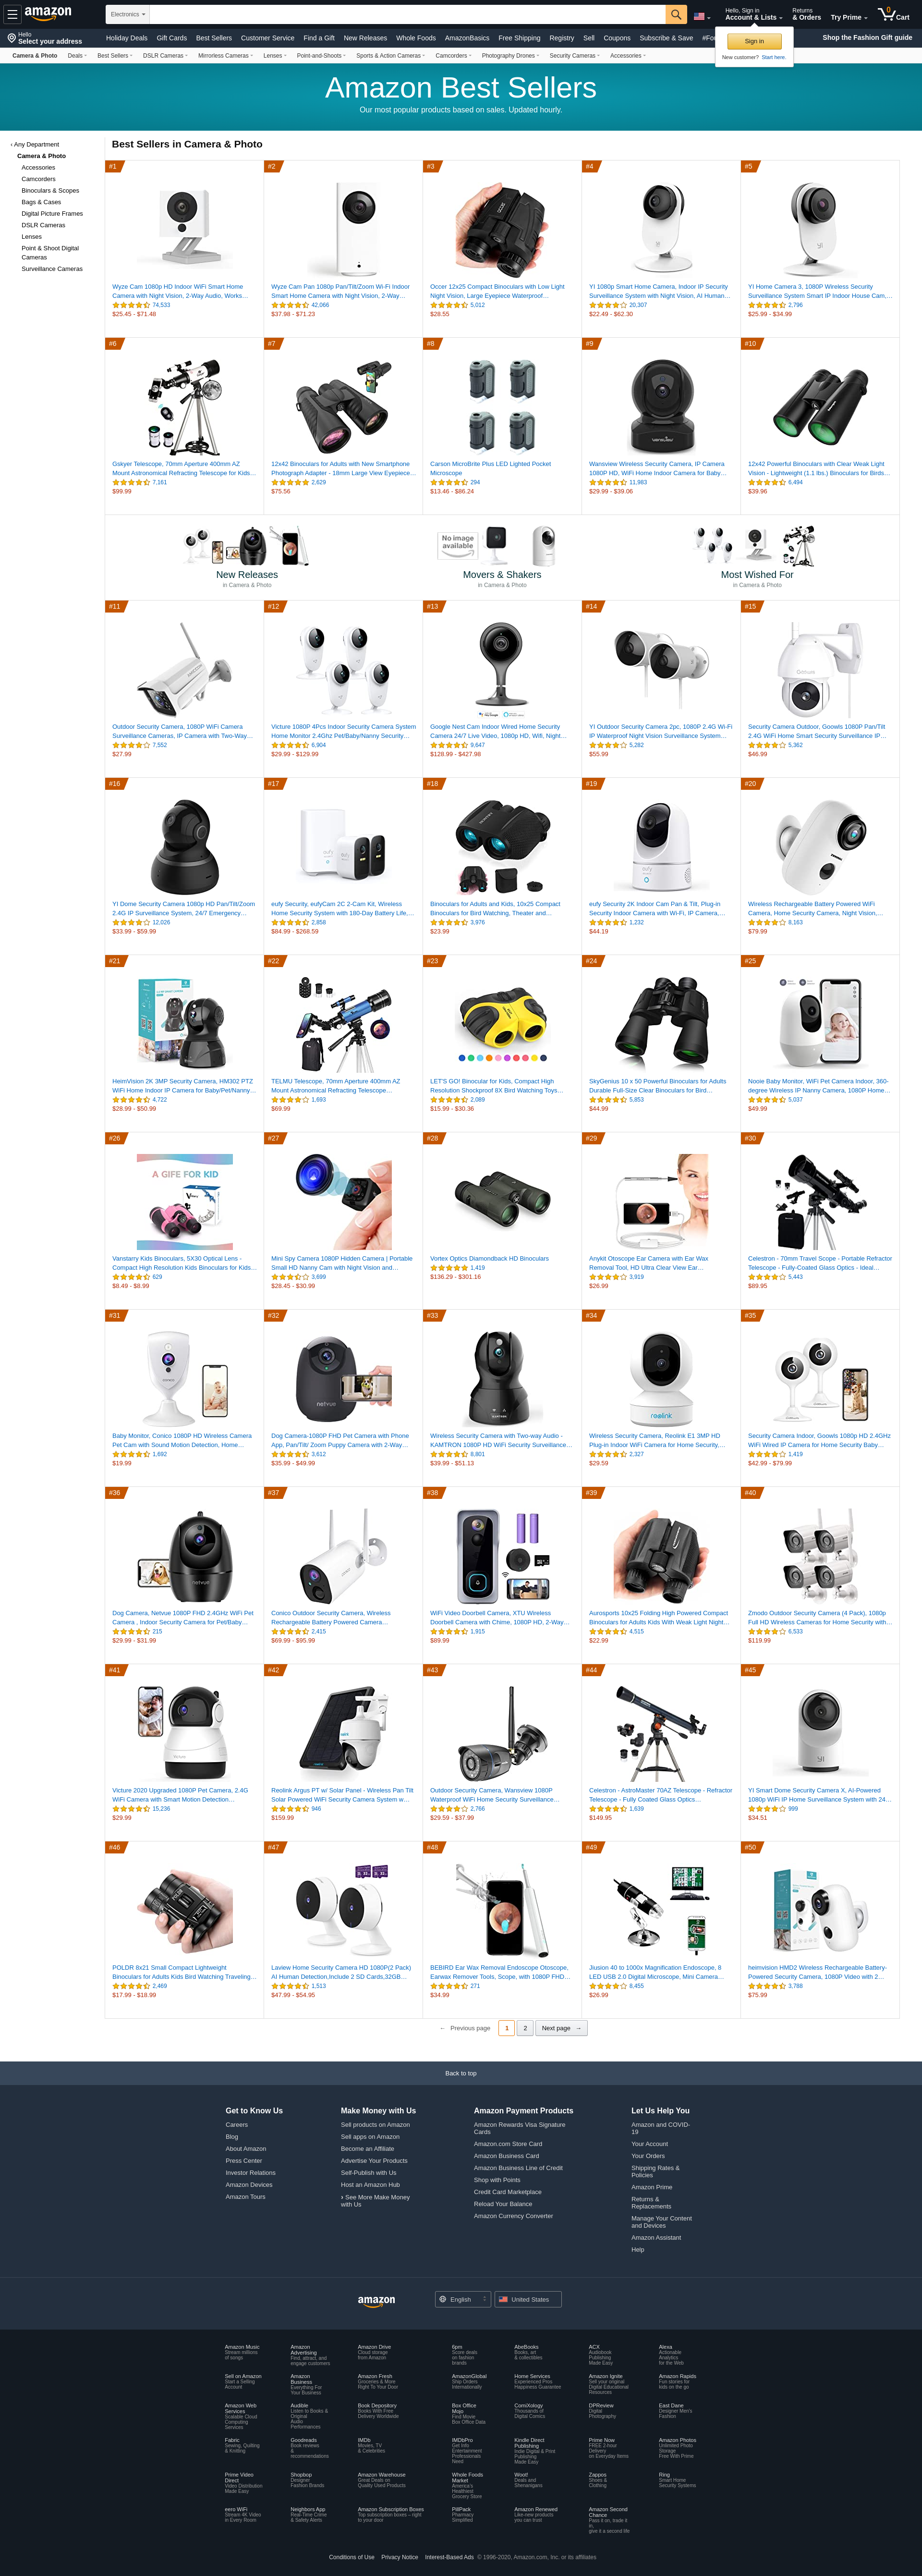 amazon
Electronics
Hello, Sign in
Account & Lists
Returns
& Orders
Try Prime
0
Cart
Hello
Select your address
Holiday Deals
Gift Cards
Best Sellers
Customer Service
Find a Gift
New Releases
Whole Foods
AmazonBasics
Free Shipping
Registry
Sell
Coupons
Subscribe & Save
Shop the Fashion Gift guide
Sign in
New customer? Start here.
Camera & Photo
Deals
Best Sellers
DSLR Cameras
Mirrorless Cameras
Lenses
Point-and-Shoots
Sports & Action Cameras
Camcorders
Photography Drones
Security Cameras
Accessories
Amazon Best Sellers
Our most popular products based on sales. Updated hourly.
‹ Any Department
Camera & Photo
Accessories
Camcorders
Binoculars & Scopes
Bags & Cases
Digital Picture Frames
DSLR Cameras
Lenses
Point & Shoot Digital
Cameras
Surveillance Cameras
Best Sellers in Camera & Photo
#1
Wyze Cam 1080p HD Indoor WiFi Smart Home
Camera with Night Vision, 2-Way Audio, Works…
74,533
$25.45 - $71.48
#2
Wyze Cam Pan 1080p Pan/Tilt/Zoom Wi-Fi Indoor
Smart Home Camera with Night Vision, 2-Way…
42,066
$37.98 - $71.23
#3
Occer 12x25 Compact Binoculars with Low Light
Night Vision, Large Eyepiece Waterproof…
5,012
$28.55
#4
YI 1080p Smart Home Camera, Indoor IP Security
Surveillance System with Night Vision, AI Human…
20,307
$22.49 - $62.30
#5
YI Home Camera 3, 1080P Wireless Security
Surveillance System Smart IP Indoor House Cam,…
2,796
$25.99 - $34.99
#6
Gskyer Telescope, 70mm Aperture 400mm AZ
Mount Astronomical Refracting Telescope for Kids…
7,161
$99.99
#7
12x42 Binoculars for Adults with New Smartphone
Photograph Adapter - 18mm Large View Eyepiece…
2,629
$75.56
#8
Carson MicroBrite Plus LED Lighted Pocket
Microscope
294
$13.46 - $86.24
#9
Wansview Wireless Security Camera, IP Camera
1080P HD, WiFi Home Indoor Camera for Baby…
11,983
$29.99 - $39.06
#10
12x42 Powerful Binoculars with Clear Weak Light
Vision - Lightweight (1.1 lbs.) Binoculars for Birds…
6,494
$39.96
No image
available
New Releases
in Camera & Photo
Movers & Shakers
in Camera & Photo
Most Wished For
in Camera & Photo
#11
Outdoor Security Camera, 1080P WiFi Camera
Surveillance Cameras, IP Camera with Two-Way…
7,552
$27.99
#12
Victure 1080P 4Pcs Indoor Security Camera System
Home Monitor 2.4Ghz Pet/Baby/Nanny Security…
6,904
$29.99 - $129.99
#13
Google Nest Cam Indoor Wired Home Security
Camera 24/7 Live Video, 1080p HD, Wifi, Night…
9,647
$128.99 - $427.98
#14
YI Outdoor Security Camera 2pc, 1080P 2.4G Wi-Fi
IP Waterproof Night Vision Surveillance System…
5,282
$55.99
#15
Security Camera Outdoor, Goowls 1080P Pan/Tilt
2.4G WiFi Home Smart Security Surveillance IP…
5,362
$46.99
#16
YI Dome Security Camera 1080p HD Pan/Tilt/Zoom
2.4G IP Surveillance System, 24/7 Emergency…
12,026
$33.99 - $59.99
#17
eufy Security, eufyCam 2C 2-Cam Kit, Wireless
Home Security System with 180-Day Battery Life,…
2,858
$84.99 - $268.59
#18
Binoculars for Adults and Kids, 10x25 Compact
Binoculars for Bird Watching, Theater and…
3,976
$23.99
#19
eufy Security 2K Indoor Cam Pan & Tilt, Plug-in
Security Indoor Camera with Wi-Fi, IP Camera,…
1,232
$44.19
#20
Wireless Rechargeable Battery Powered WiFi
Camera, Home Security Camera, Night Vision,…
8,163
$79.99
#21
HeimVision 2K 3MP Security Camera, HM302 PTZ
WiFi Home Indoor IP Camera for Baby/Pet/Nanny…
4,722
$28.99 - $50.99
#22
TELMU Telescope, 70mm Aperture 400mm AZ
Mount Astronomical Refracting Telescope…
1,693
$69.99
#23
LET'S GO! Binocular for Kids, Compact High
Resolution Shockproof 8X Bird Watching Toys…
2,089
$15.99 - $30.36
#24
SkyGenius 10 x 50 Powerful Binoculars for Adults
Durable Full-Size Clear Binoculars for Bird…
5,853
$44.99
#25
Nooie Baby Monitor, WiFi Pet Camera Indoor, 360-
degree Wireless IP Nanny Camera, 1080P Home…
5,037
$49.99
#26
A GIFE FOR KID
Vanstarry Kids Binoculars, 5X30 Optical Lens -
Compact High Resolution Kids Binoculars for Kids…
629
$8.49 - $8.99
#27
Mini Spy Camera 1080P Hidden Camera | Portable
Small HD Nanny Cam with Night Vision and…
3,699
$28.45 - $30.99
#28
Vortex Optics Diamondback HD Binoculars
1,419
$136.29 - $301.16
#29
Anykit Otoscope Ear Camera with Ear Wax
Removal Tool, HD Ultra Clear View Ear…
3,919
$26.99
#30
Celestron - 70mm Travel Scope - Portable Refractor
Telescope - Fully-Coated Glass Optics - Ideal…
5,443
$89.95
#31
Baby Monitor, Conico 1080P HD Wireless Camera
Pet Cam with Sound Motion Detection, Home…
1,692
$19.99
#32
netvue
Dog Camera-1080P FHD Pet Camera with Phone
App, Pan/Tilt/ Zoom Puppy Camera with 2-Way…
3,612
$35.99 - $49.99
#33
Wireless Security Camera with Two-way Audio -
KAMTRON 1080P HD WiFi Security Surveillance…
8,801
$39.99 - $51.13
#34
reolink
Wireless Security Camera, Reolink E1 3MP HD
Plug-in Indoor WiFi Camera for Home Security,…
2,327
$29.59
#35
Security Camera Indoor, Goowls 1080p HD 2.4GHz
WiFi Wired IP Camera for Home Security Baby…
1,419
$42.99 - $79.99
#36
netvue
Dog Camera, Netvue 1080P FHD 2.4GHz WiFi Pet
Camera , Indoor Security Camera for Pet/Baby…
215
$29.99 - $31.99
#37
Conico Outdoor Security Camera, Wireless
Rechargeable Battery Powered Camera…
2,415
$69.99 - $95.99
#38
WiFi Video Doorbell Camera, XTU Wireless
Doorbell Camera with Chime, 1080P HD, 2-Way…
1,915
$89.99
#39
Aurosports 10x25 Folding High Powered Compact
Binoculars for Adults Kids With Weak Light Night…
4,515
$22.99
#40
Zmodo Outdoor Security Camera (4 Pack), 1080p
Full HD Wireless Cameras for Home Security with…
6,533
$119.99
#41
Victure 2020 Upgraded 1080P Pet Camera, 2.4G
WiFi Camera with Smart Motion Detection…
15,236
$29.99
#42
Reolink Argus PT w/ Solar Panel - Wireless Pan Tilt
Solar Powered WiFi Security Camera System w…
946
$159.99
#43
Outdoor Security Camera, Wansview 1080P
Waterproof WiFi Home Security Surveillance…
2,766
$29.59 - $37.99
#44
Celestron - AstroMaster 70AZ Telescope - Refractor
Telescope - Fully Coated Glass Optics…
1,639
$149.95
#45
YI Smart Dome Security Camera X, AI-Powered
1080p WiFi IP Home Surveillance System with 24…
999
$34.51
#46
POLDR 8x21 Small Compact Lightweight
Binoculars for Adults Kids Bird Watching Traveling…
2,469
$17.99 - $18.99
#47
Laview Home Security Camera HD 1080P(2 Pack)
AI Human Detection,Include 2 SD Cards,32GB…
1,513
$47.99 - $54.95
#48
BEBIRD Ear Wax Removal Endoscope Otoscope,
Earwax Remover Tools, Scope, with 1080P FHD…
271
$34.99
#49
Jiusion 40 to 1000x Magnification Endoscope, 8
LED USB 2.0 Digital Microscope, Mini Camera…
8,455
$26.99
#50
heimvision HMD2 Wireless Rechargeable Battery-
Powered Security Camera, 1080P Video with 2…
3,788
$75.99
← Previous page
1
2
Next page →
Back to top
Get to Know Us
Careers
Blog
About Amazon
Press Center
Investor Relations
Amazon Devices
Amazon Tours
Make Money with Us
Sell products on Amazon
Sell apps on Amazon
Become an Affiliate
Advertise Your Products
Self-Publish with Us
Host an Amazon Hub
› See More Make Money
with Us
Amazon Payment Products
Amazon Rewards Visa Signature
Cards
Amazon.com Store Card
Amazon Business Card
Amazon Business Line of Credit
Shop with Points
Credit Card Marketplace
Reload Your Balance
Amazon Currency Converter
Let Us Help You
Amazon and COVID-
19
Your Account
Your Orders
Shipping Rates &
Policies
Amazon Prime
Returns &
Replacements
Manage Your Content
and Devices
Amazon Assistant
Help
amazon
English
United States
Amazon Music
Stream millions
of songs
Amazon
Advertising
Find, attract, and
engage customers
Amazon Drive
Cloud storage
from Amazon
6pm
Score deals
on fashion
brands
AbeBooks
Books, art
& collectibles
ACX
Audiobook
Publishing
Made Easy
Alexa
Actionable
Analytics
for the Web
Sell on Amazon
Start a Selling
Account
Amazon
Business
Everything For
Your Business
Amazon Fresh
Groceries & More
Right To Your Door
AmazonGlobal
Ship Orders
Internationally
Home Services
Experienced Pros
Happiness Guarantee
Amazon Ignite
Sell your original
Digital Educational
Resources
Amazon Rapids
Fun stories for
kids on the go
Amazon Web
Services
Scalable Cloud
Computing
Services
Audible
Listen to Books &
Original
Audio
Performances
Book Depository
Books With Free
Delivery Worldwide
Box Office
Mojo
Find Movie
Box Office Data
ComiXology
Thousands of
Digital Comics
DPReview
Digital
Photography
East Dane
Designer Men's
Fashion
Fabric
Sewing, Quilting
& Knitting
Goodreads
Book reviews
&
recommendations
IMDb
Movies, TV
& Celebrities
IMDbPro
Get Info
Entertainment
Professionals
Need
Kindle Direct
Publishing
Indie Digital & Print
Publishing
Made Easy
Prime Now
FREE 2-hour
Delivery
on Everyday Items
Amazon Photos
Unlimited Photo
Storage
Free With Prime
Prime Video
Direct
Video Distribution
Made Easy
Shopbop
Designer
Fashion Brands
Amazon Warehouse
Great Deals on
Quality Used Products
Whole Foods
Market
America's
Healthiest
Grocery Store
Woot!
Deals and
Shenanigans
Zappos
Shoes &
Clothing
Ring
Smart Home
Security Systems
eero WiFi
Stream 4K Video
in Every Room
Neighbors App
Real-Time Crime
& Safety Alerts
Amazon Subscription Boxes
Top subscription boxes – right
to your door
PillPack
Pharmacy
Simplified
Amazon Renewed
Like-new products
you can trust
Amazon Second
Chance
Pass it on, trade it
in,
give it a second life
Conditions of Use
Privacy Notice
Interest-Based Ads
© 1996-2020, Amazon.com, Inc. or its affiliates